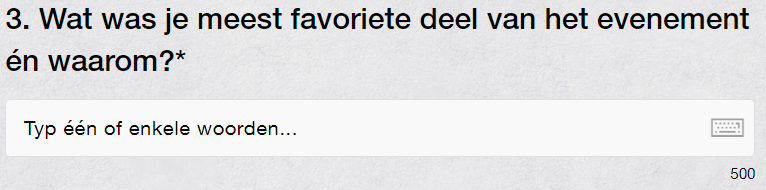 3. Wat was je meest favoriete deel van het evenement
én waarom?*
Typ één of enkele woorden...
500